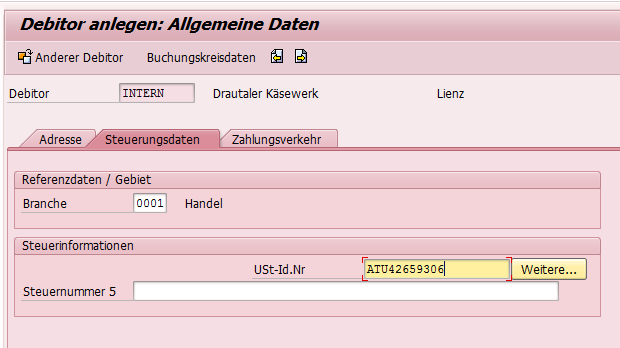 Debitor anlegen: Allgemeine Daten
Anderer Debitor Buchungskreisdaten
Debitor INTERN Drautaler Käsewerk Lienz
Adresse Steuerungsdaten Zahlungsverkehr
Referenzdaten / Gebiet
Branche 0001 Handel
Steuerinformationen
USt-Id.Nr ATU42659306 Weitere...
Steuernummer 5